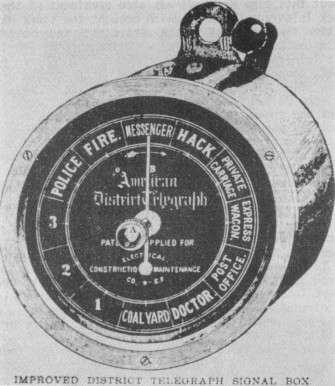 POLICE
FIRE.
MESSENGER
HACK.
PRIVATE CARRIAGE
EXPRESS WAGON.
POST OFFICE.
DOCTOR.
COAL YARD
1
2
3
B
American
District Telegraph
APPLIED FOR
ELECTRICAL
CONSTRUCTION MAINTENANCE
CO.
S.F.
IMPROVED DISTRICT TELEGRAPH SIGNAL BOX